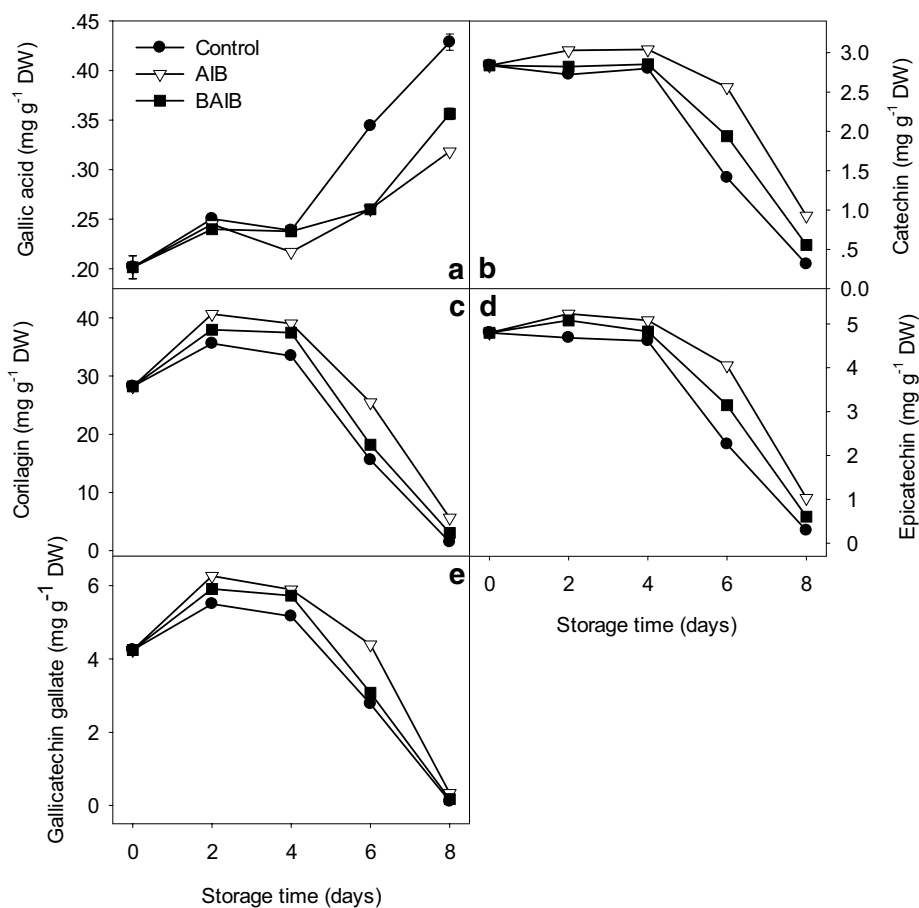 Control
AIB
BAIB
.45
.40
.35
.30
.25
.20
Gallic acid (mg g⁻¹ DW)
a
b
3.0
2.5
2.0
1.5
1.0
.5
0.0
Catechin (mg g⁻¹ DW)
c
40
30
20
10
0
Corilagin (mg g⁻¹ DW)
d
5
4
3
2
1
0
Epicatechin (mg g⁻¹ DW)
0 2 4 6 8
Storage time (days)
e
6
4
2
0
Gallicatechin gallate (mg g⁻¹ DW)
0 2 4 6 8
Storage time (days)